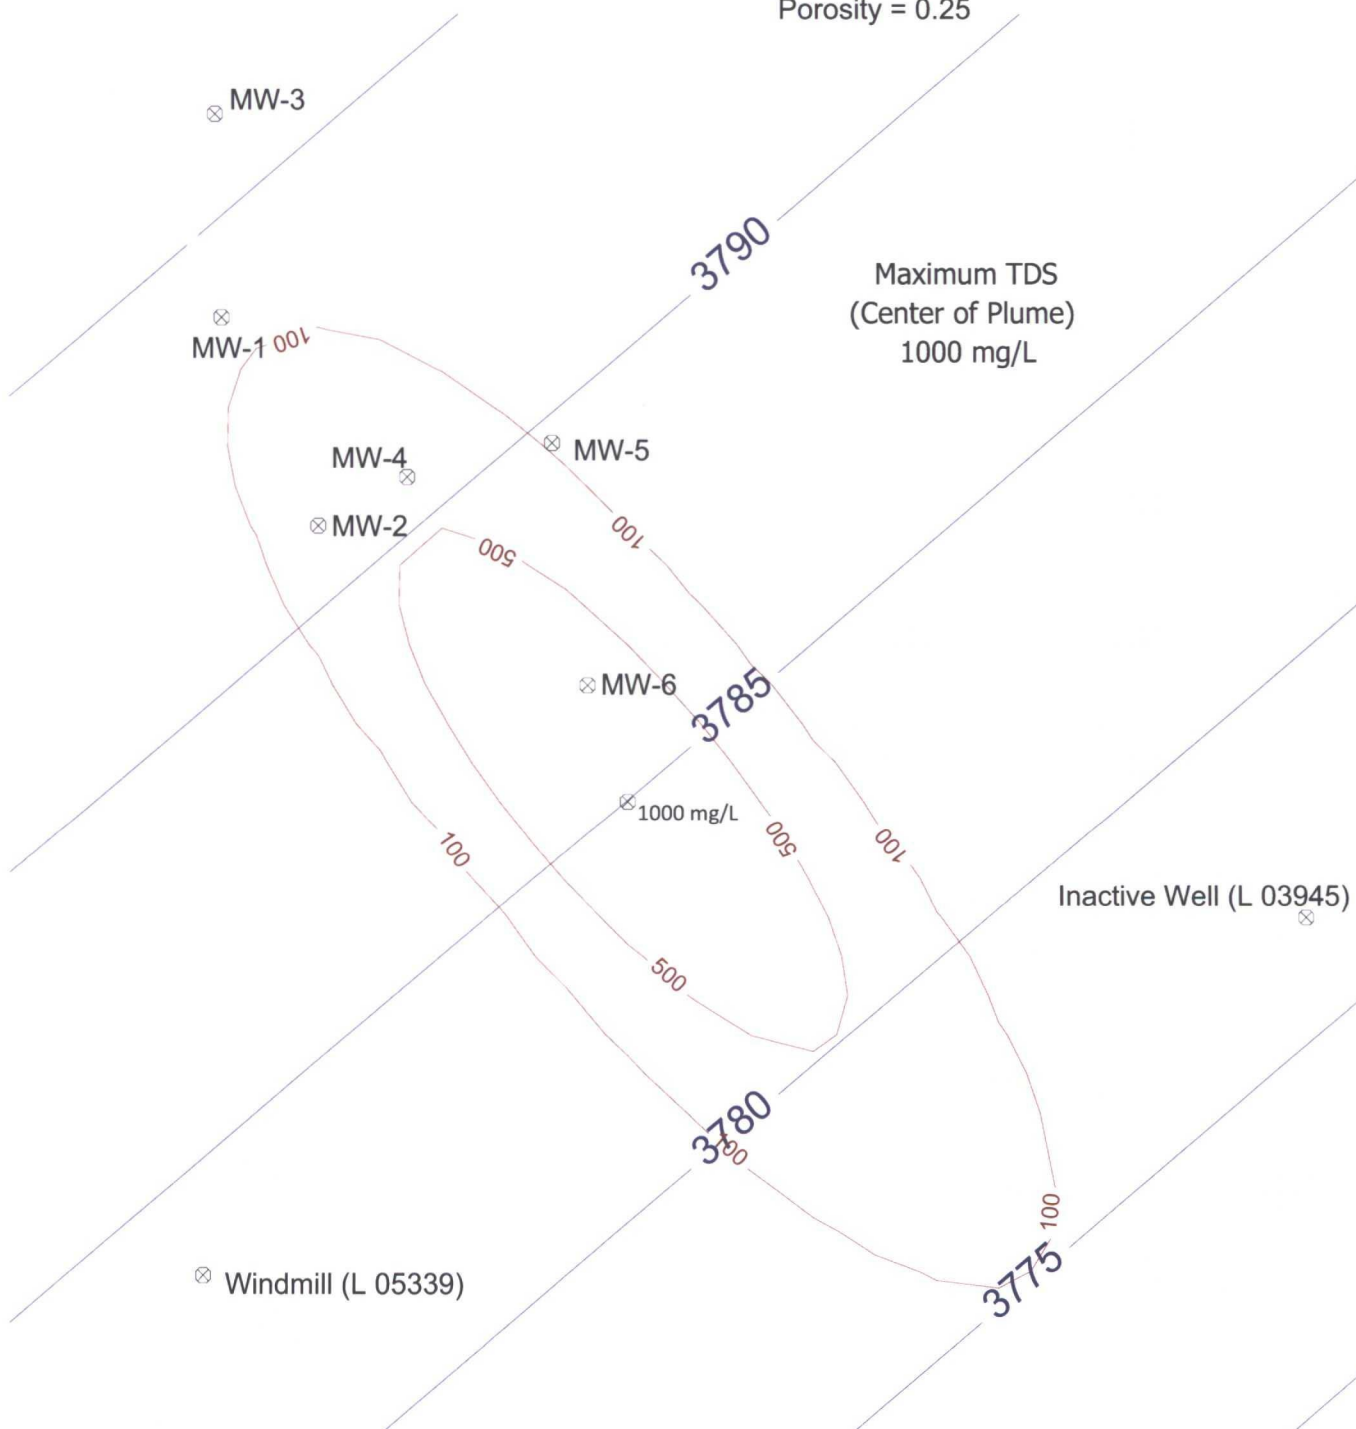 Porosity = 0.25
MW-3
3790
Maximum TDS
(Center of Plume)
1000 mg/L
MW-1
100
MW-4
MW-5
MW-2
100
500
MW-6
3785
1000 mg/L
500
100
100
Inactive Well (L 03945)
500
3780
100
100
3775
Windmill (L 05339)